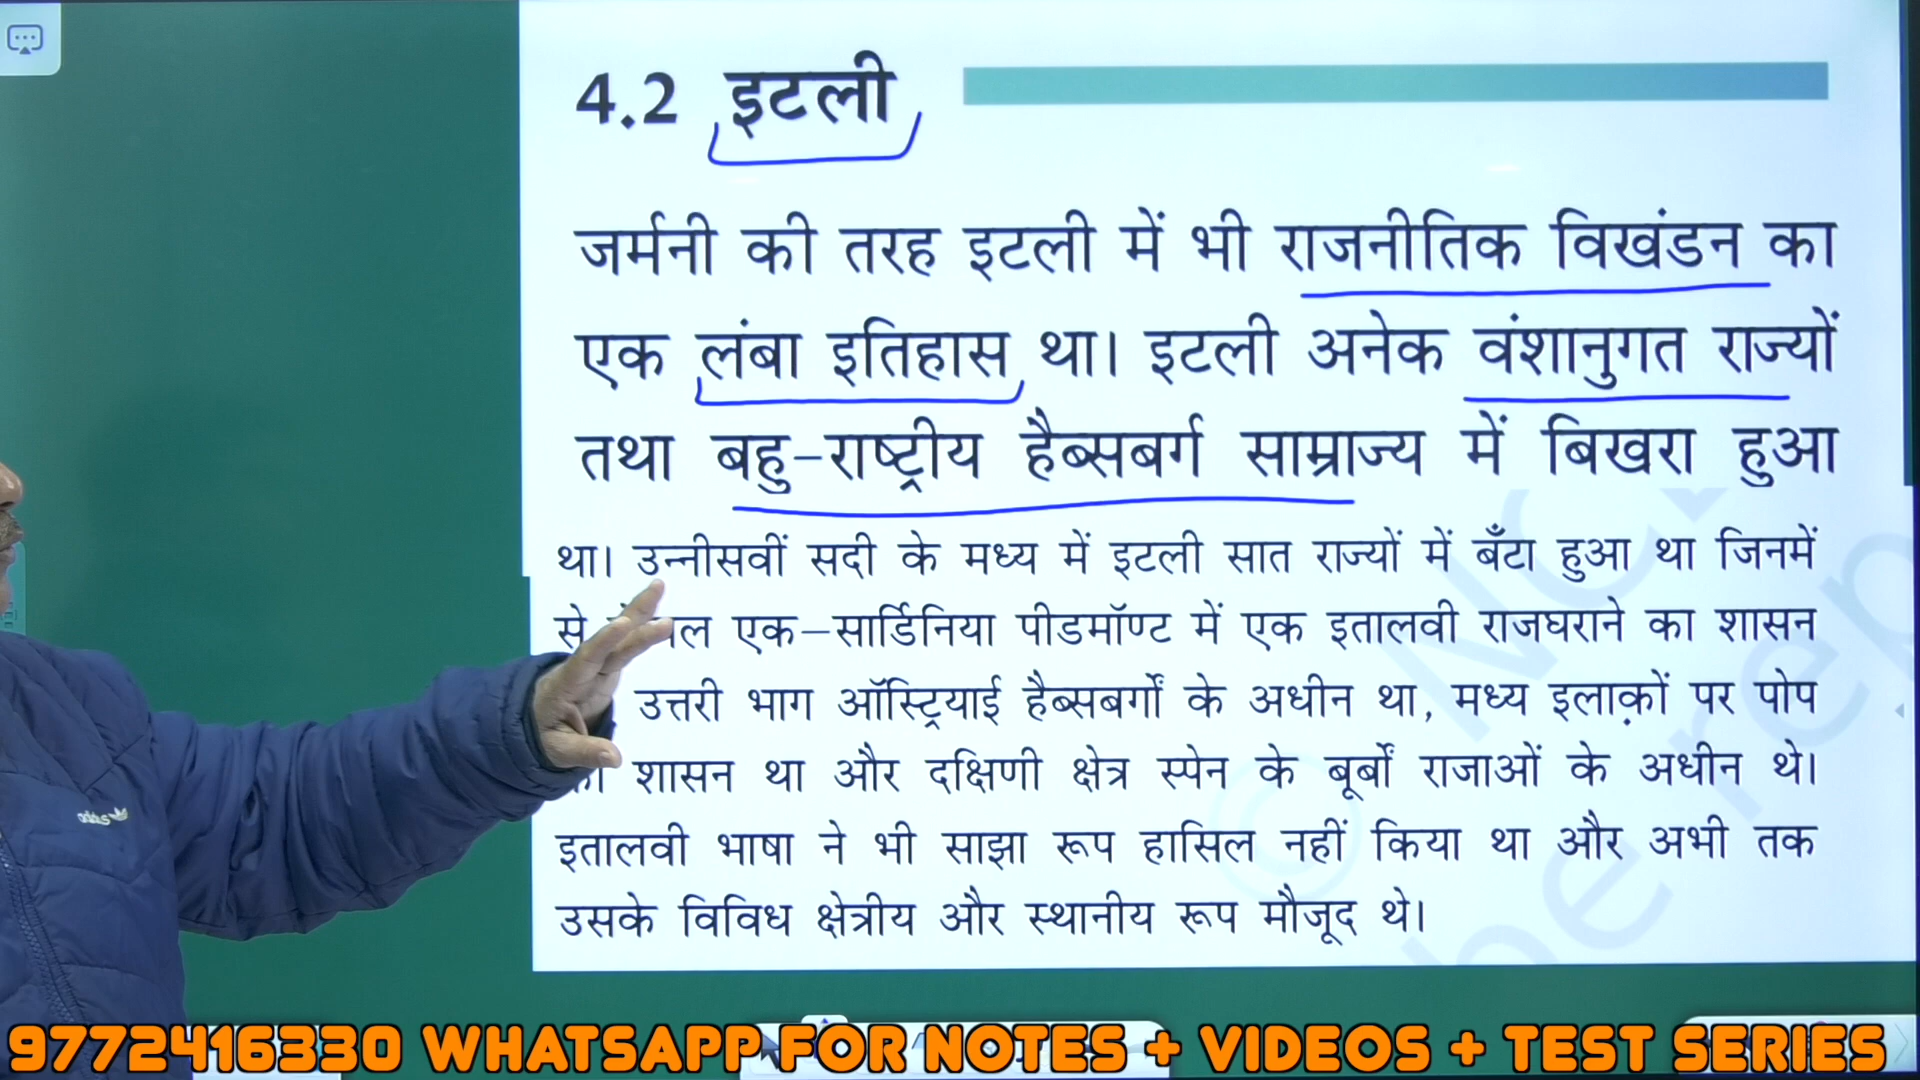 4.2 इटली
जर्मनी की तरह इटली में भी राजनीतिक विखंडन का
एक लंबा इतिहास था। इटली अनेक वंशानुगत राज्यों
तथा बहु-राष्ट्रीय हैब्सबर्ग साम्राज्य में बिखरा हुआ
था। उन्नीसवीं सदी के मध्य में इटली सात राज्यों में बँटा हुआ था जिनमें
से एक–सार्डिनिया पीडमॉण्ट में एक इतालवी राजघराने का शासन
उत्तरी भाग ऑस्ट्रियाई हैब्सबर्गों के अधीन था, मध्य इलाक़ों पर पोप
शासन था और दक्षिणी क्षेत्र स्पेन के बूर्बों राजाओं के अधीन थे।
इतालवी भाषा ने भी साझा रूप हासिल नहीं किया था और अभी तक
उसके विविध क्षेत्रीय और स्थानीय रूप मौजूद थे।
adidas
9772416330 WHATSAPP FOR NOTES + VIDEOS + TEST SERIES